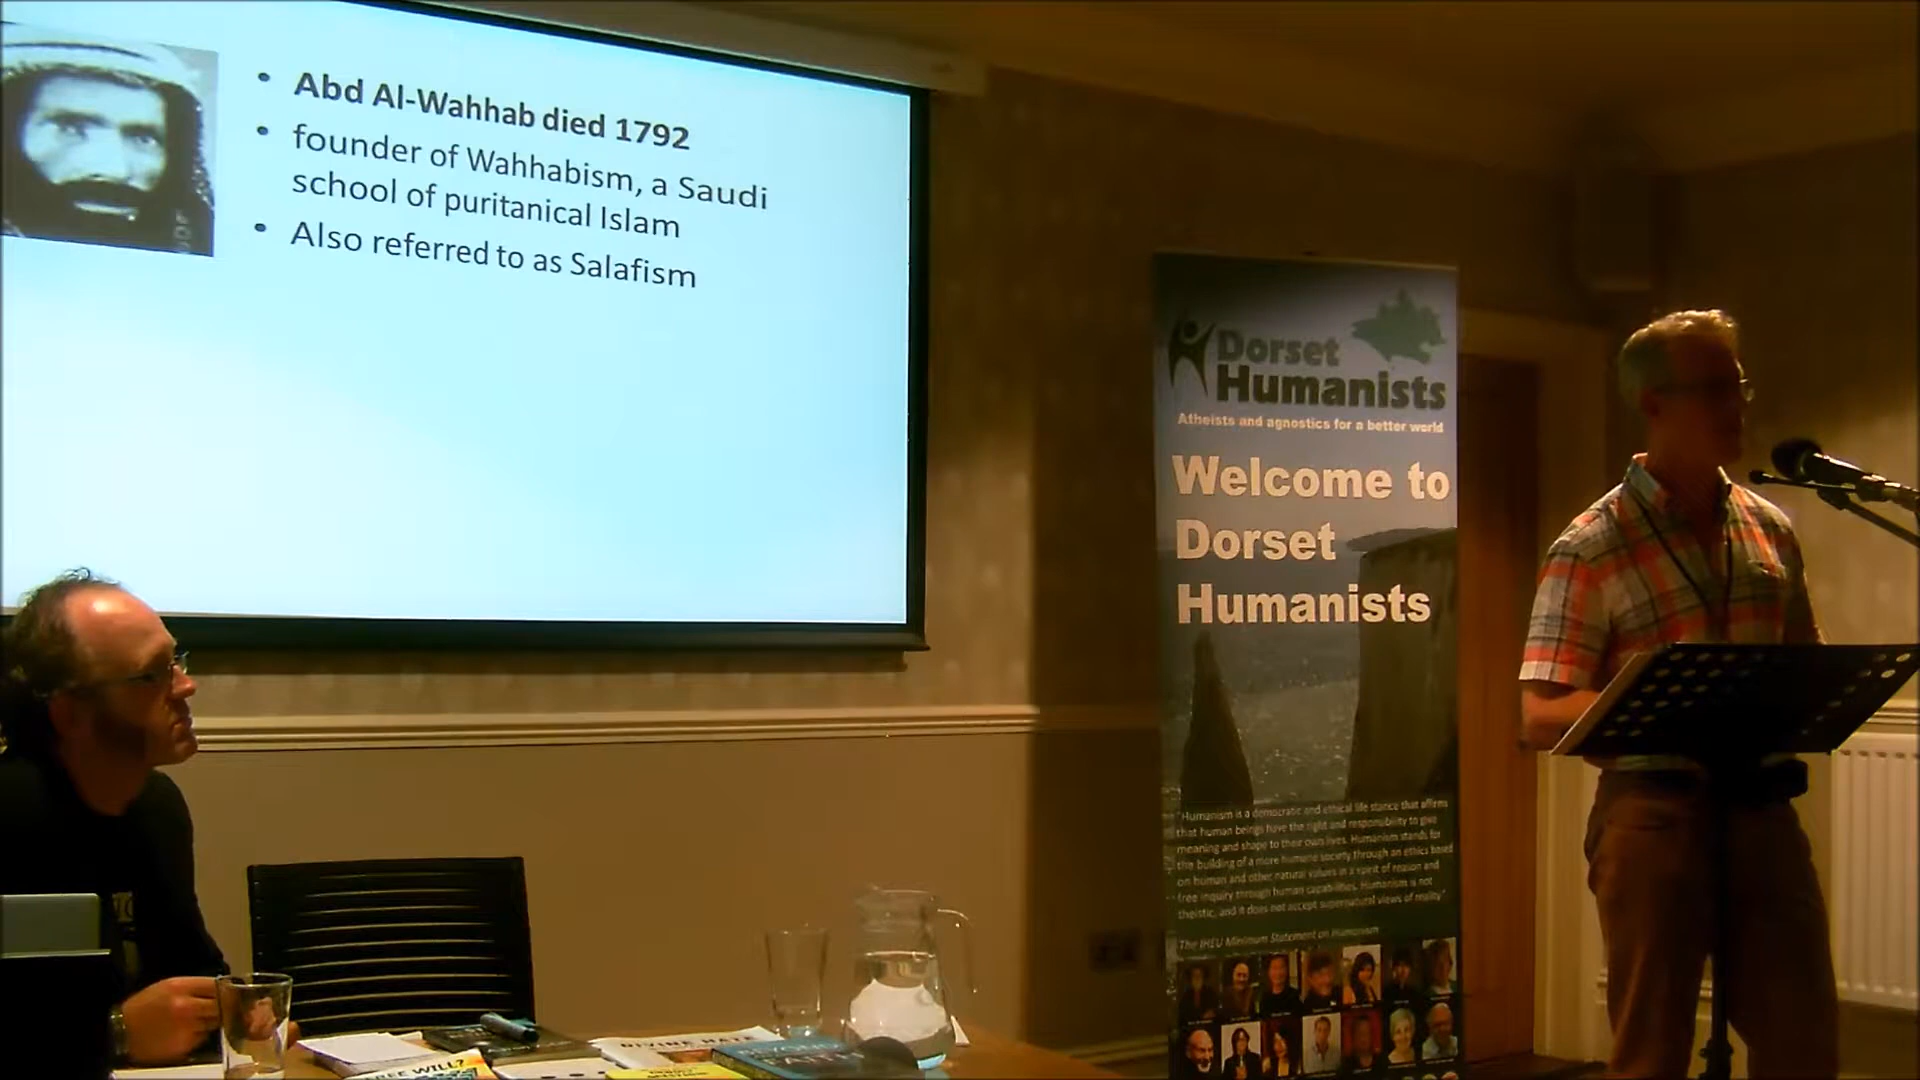 Abd Al-Wahhab died 1792
founder of Wahhabism, a Saudi
school of puritanical Islam
Also referred to as Salafism
Dorset
Humanists
Atheists and agnostics for a better world
Welcome to
Dorset
Humanists
"Humanism is a democratic and ethical life stance that affirms
that human beings have the right and responsibility to give
meaning and shape to their own lives. Humanism stands for
the building of a more humane society through an ethics based
on human and other natural values in a spirit of reason and
free inquiry through human capabilities. Humanism is not
theistic, and it does not accept supernatural views of reality"
The IHEU Minimum Statement on Humanism
DIVINE HATE
FREE WILL?